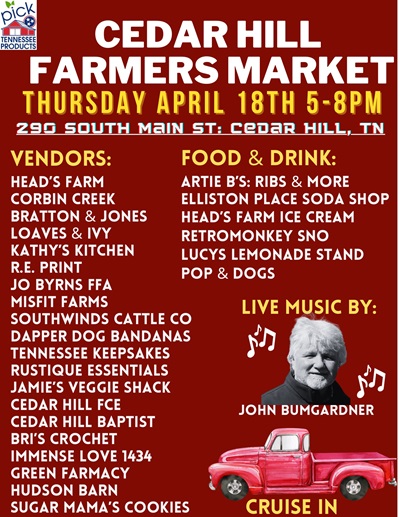 pick
TENNESSEE
PRODUCTS
CEDAR HILL
FARMERS MARKET
THURSDAY APRIL 18TH 5-8PM
290 SOUTH MAIN ST: CEDAR HILL, TN
VENDORS:
HEAD'S FARM
CORBIN CREEK
BRATTON & JONES
LOAVES & IVY
KATHY'S KITCHEN
R.E. PRINT
JO BYRNS FFA
MISFIT FARMS
SOUTHWINDS CATTLE CO
DAPPER DOG BANDANAS
TENNESSEE KEEPSAKES
RUSTIQUE ESSENTIALS
JAMIE'S VEGGIE SHACK
CEDAR HILL FCE
CEDAR HILL BAPTIST
BRI'S CROCHET
IMMENSE LOVE 1434
GREEN FARMACY
HUDSON BARN
SUGAR MAMA'S COOKIES
FOOD & DRINK:
ARTIE B'S: RIBS & MORE
ELLISTON PLACE SODA SHOP
HEAD'S FARM ICE CREAM
RETROMONKEY SNO
LUCYS LEMONADE STAND
POP & DOGS
LIVE MUSIC BY:
JOHN BUMGARDNER
CRUISE IN